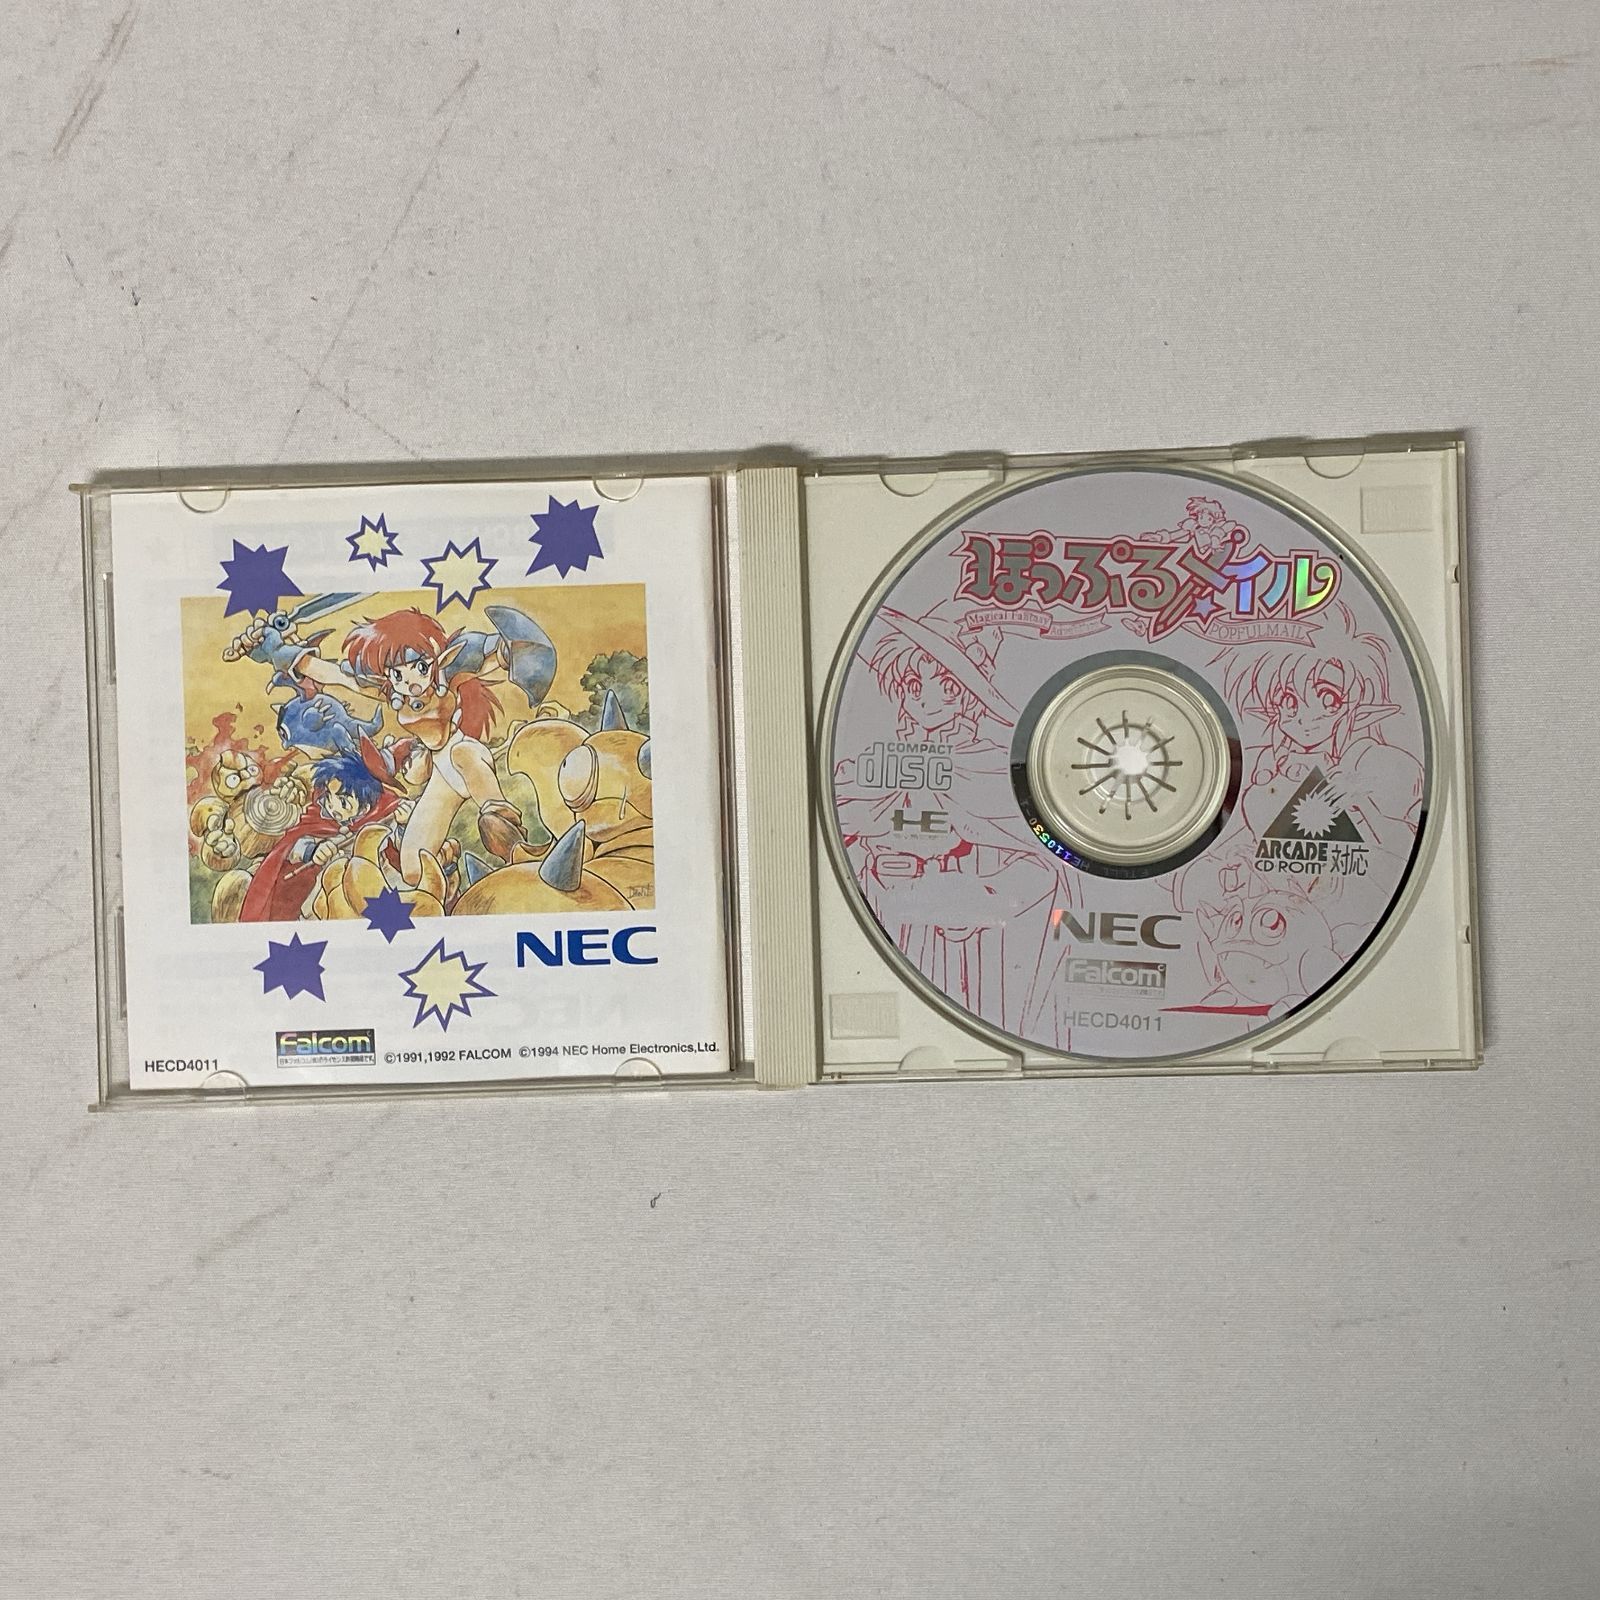 NEC
Falcom
HECD4011
©1991,1992 FALCOM ©1994 NEC Home Electronics,Ltd.
ぽっぷるメイル
Magical Fantasy
POPFULMAIL
COMPACT
disc
HE
ARCADE
CD-ROM² 対応
NEC
Falcom
HECD4011